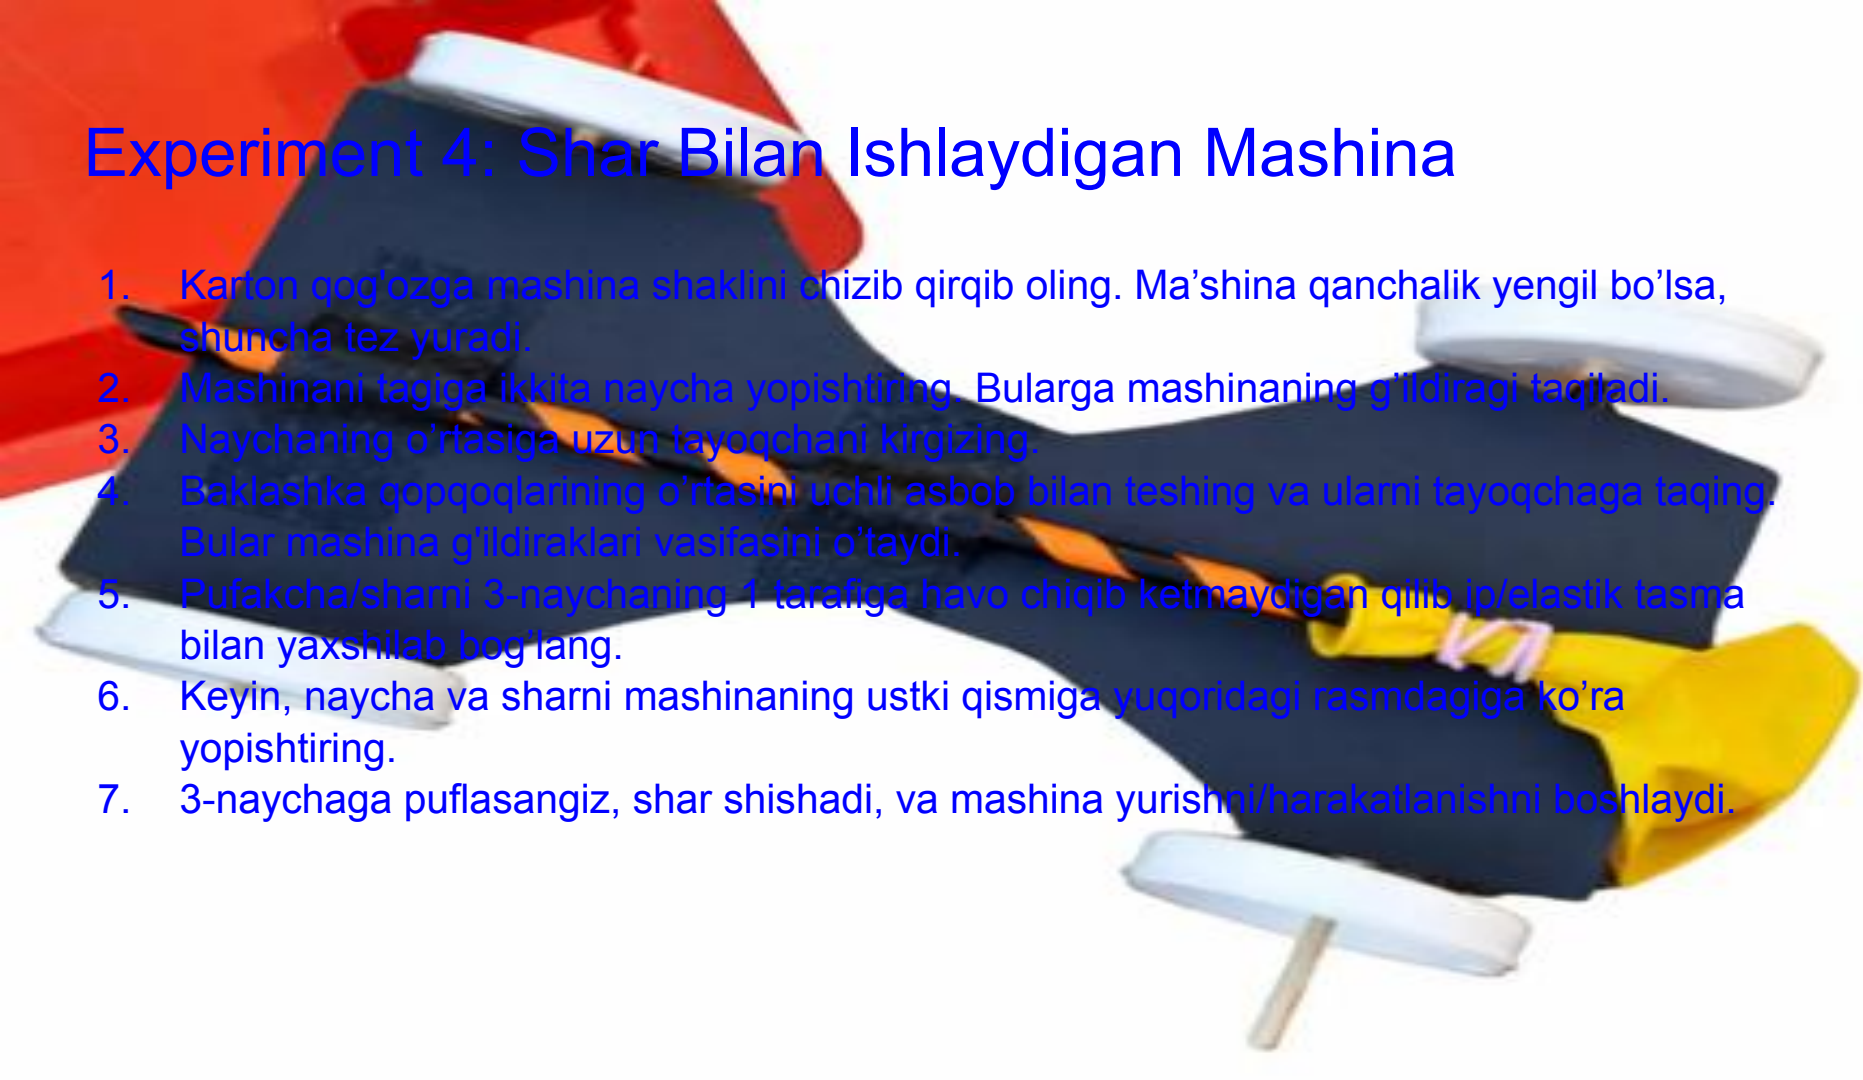 Experiment 4: Shar Bilan Ishlaydigan Mashina
1. Karton qog'ozga mashina shaklini chizib qirqib oling. Ma’shina qanchalik yengil bo’lsa,
shuncha tez yuradi.
2. Mashinani tagiga ikkita naycha yopishtiring. Bularga mashinaning g’ildiragi taqiladi.
3. Naychaning o’rtasiga uzun tayoqchani kirgizing.
4. Baklashka qopqoqlarining o’rtasini uchli asbob bilan teshing va ularni tayoqchaga taqing.
Bular mashina g'ildiraklari vasifasini o’taydi.
5. Pufakcha/sharni 3-naychaning 1 tarafiga havo chiqib ketmaydigan qilib ip/elastik tasma
bilan yaxshilab bog’lang.
6. Keyin, naycha va sharni mashinaning ustki qismiga yuqoridagi rasmdagiga ko’ra
yopishtiring.
7. 3-naychaga puflasangiz, shar shishadi, va mashina yurishni/harakatlanishni boshlaydi.